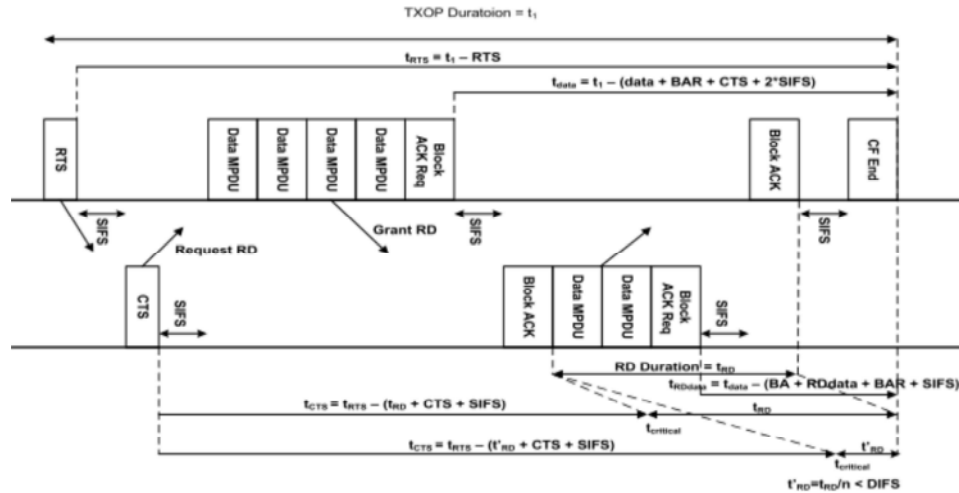 TXOP Duratoion = t₁
tRTS = t₁ – RTS
tdata = t₁ – (data + BAR + CTS + 2*SIFS)
RTS
Data MPDU
Data MPDU
Data MPDU
Data MPDU
Block ACK Req
Block ACK
CF End
SIFS
Request RD
Grant RD
SIFS
SIFS
CTS
SIFS
Block ACK
Data MPDU
Data MPDU
Block ACK Req
SIFS
RD Duration = tRD
tRDdata = tdata – (BA + RDdata + BAR + SIFS)
tCTS = tRTS – (tRD + CTS + SIFS)
tRD
tcritical
tCTS = tRTS – (t'RD + CTS + SIFS)
t'RD
tcritical
t'RD=tRD/n < DIFS